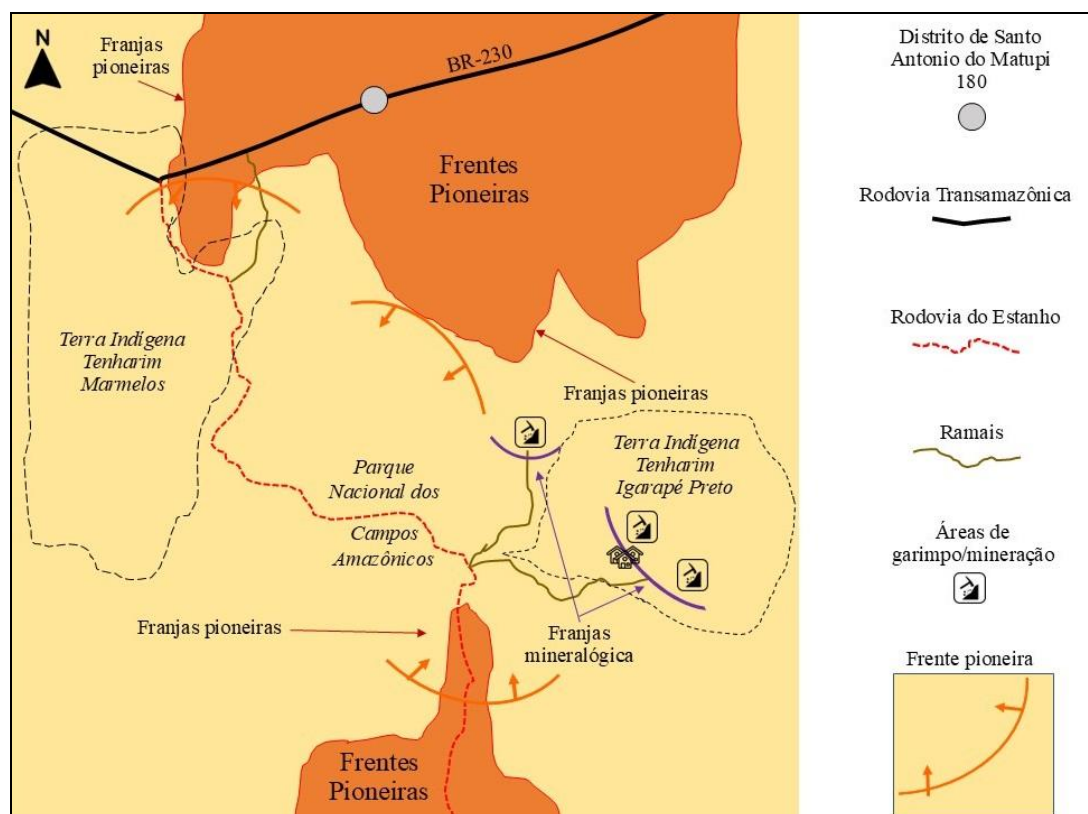 N
Franjas
pioneiras
BR-230
Frentes
Pioneiras
Terra Indígena
Tenharim
Marmelos
Franjas pioneiras
Terra Indígena
Tenharim
Igarapé Preto
Parque
Nacional dos
Campos
Amazônicos
Franjas pioneiras
Franjas
mineralógica
Frentes
Pioneiras
Distrito de Santo
Antonio do Matupi
180
Rodovia Transamazônica
Rodovia do Estanho
Ramais
Áreas de
garimpo/mineração
Frente pioneira